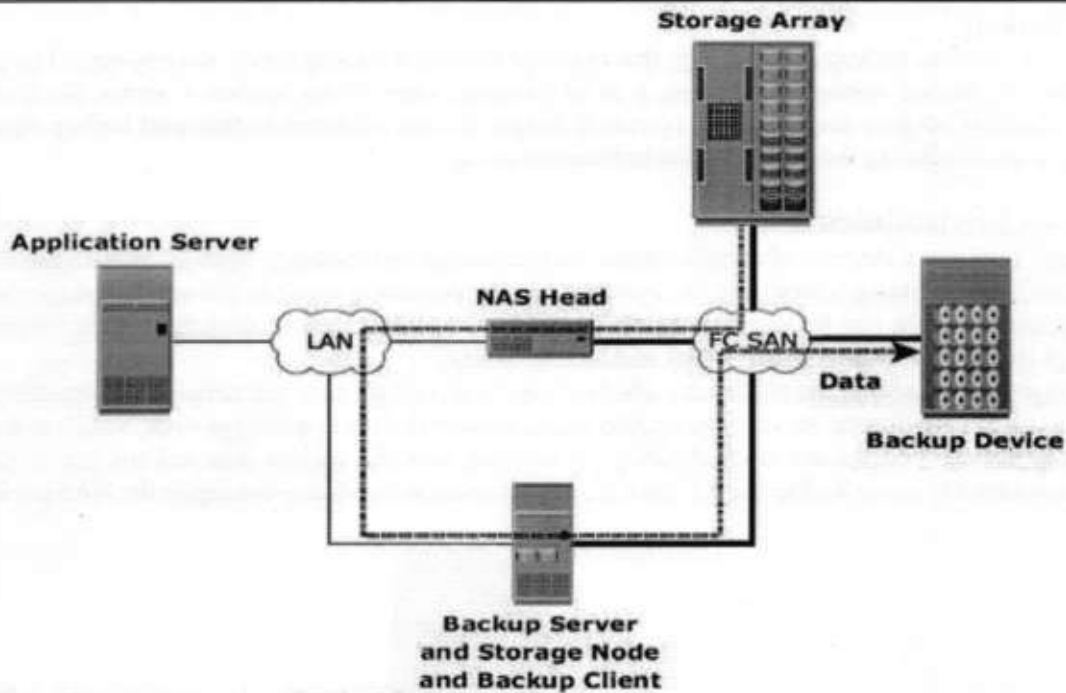 Storage Array
Application Server
NAS Head
LAN
FC SAN
Data
Backup Device
Backup Server
and Storage Node
and Backup Client